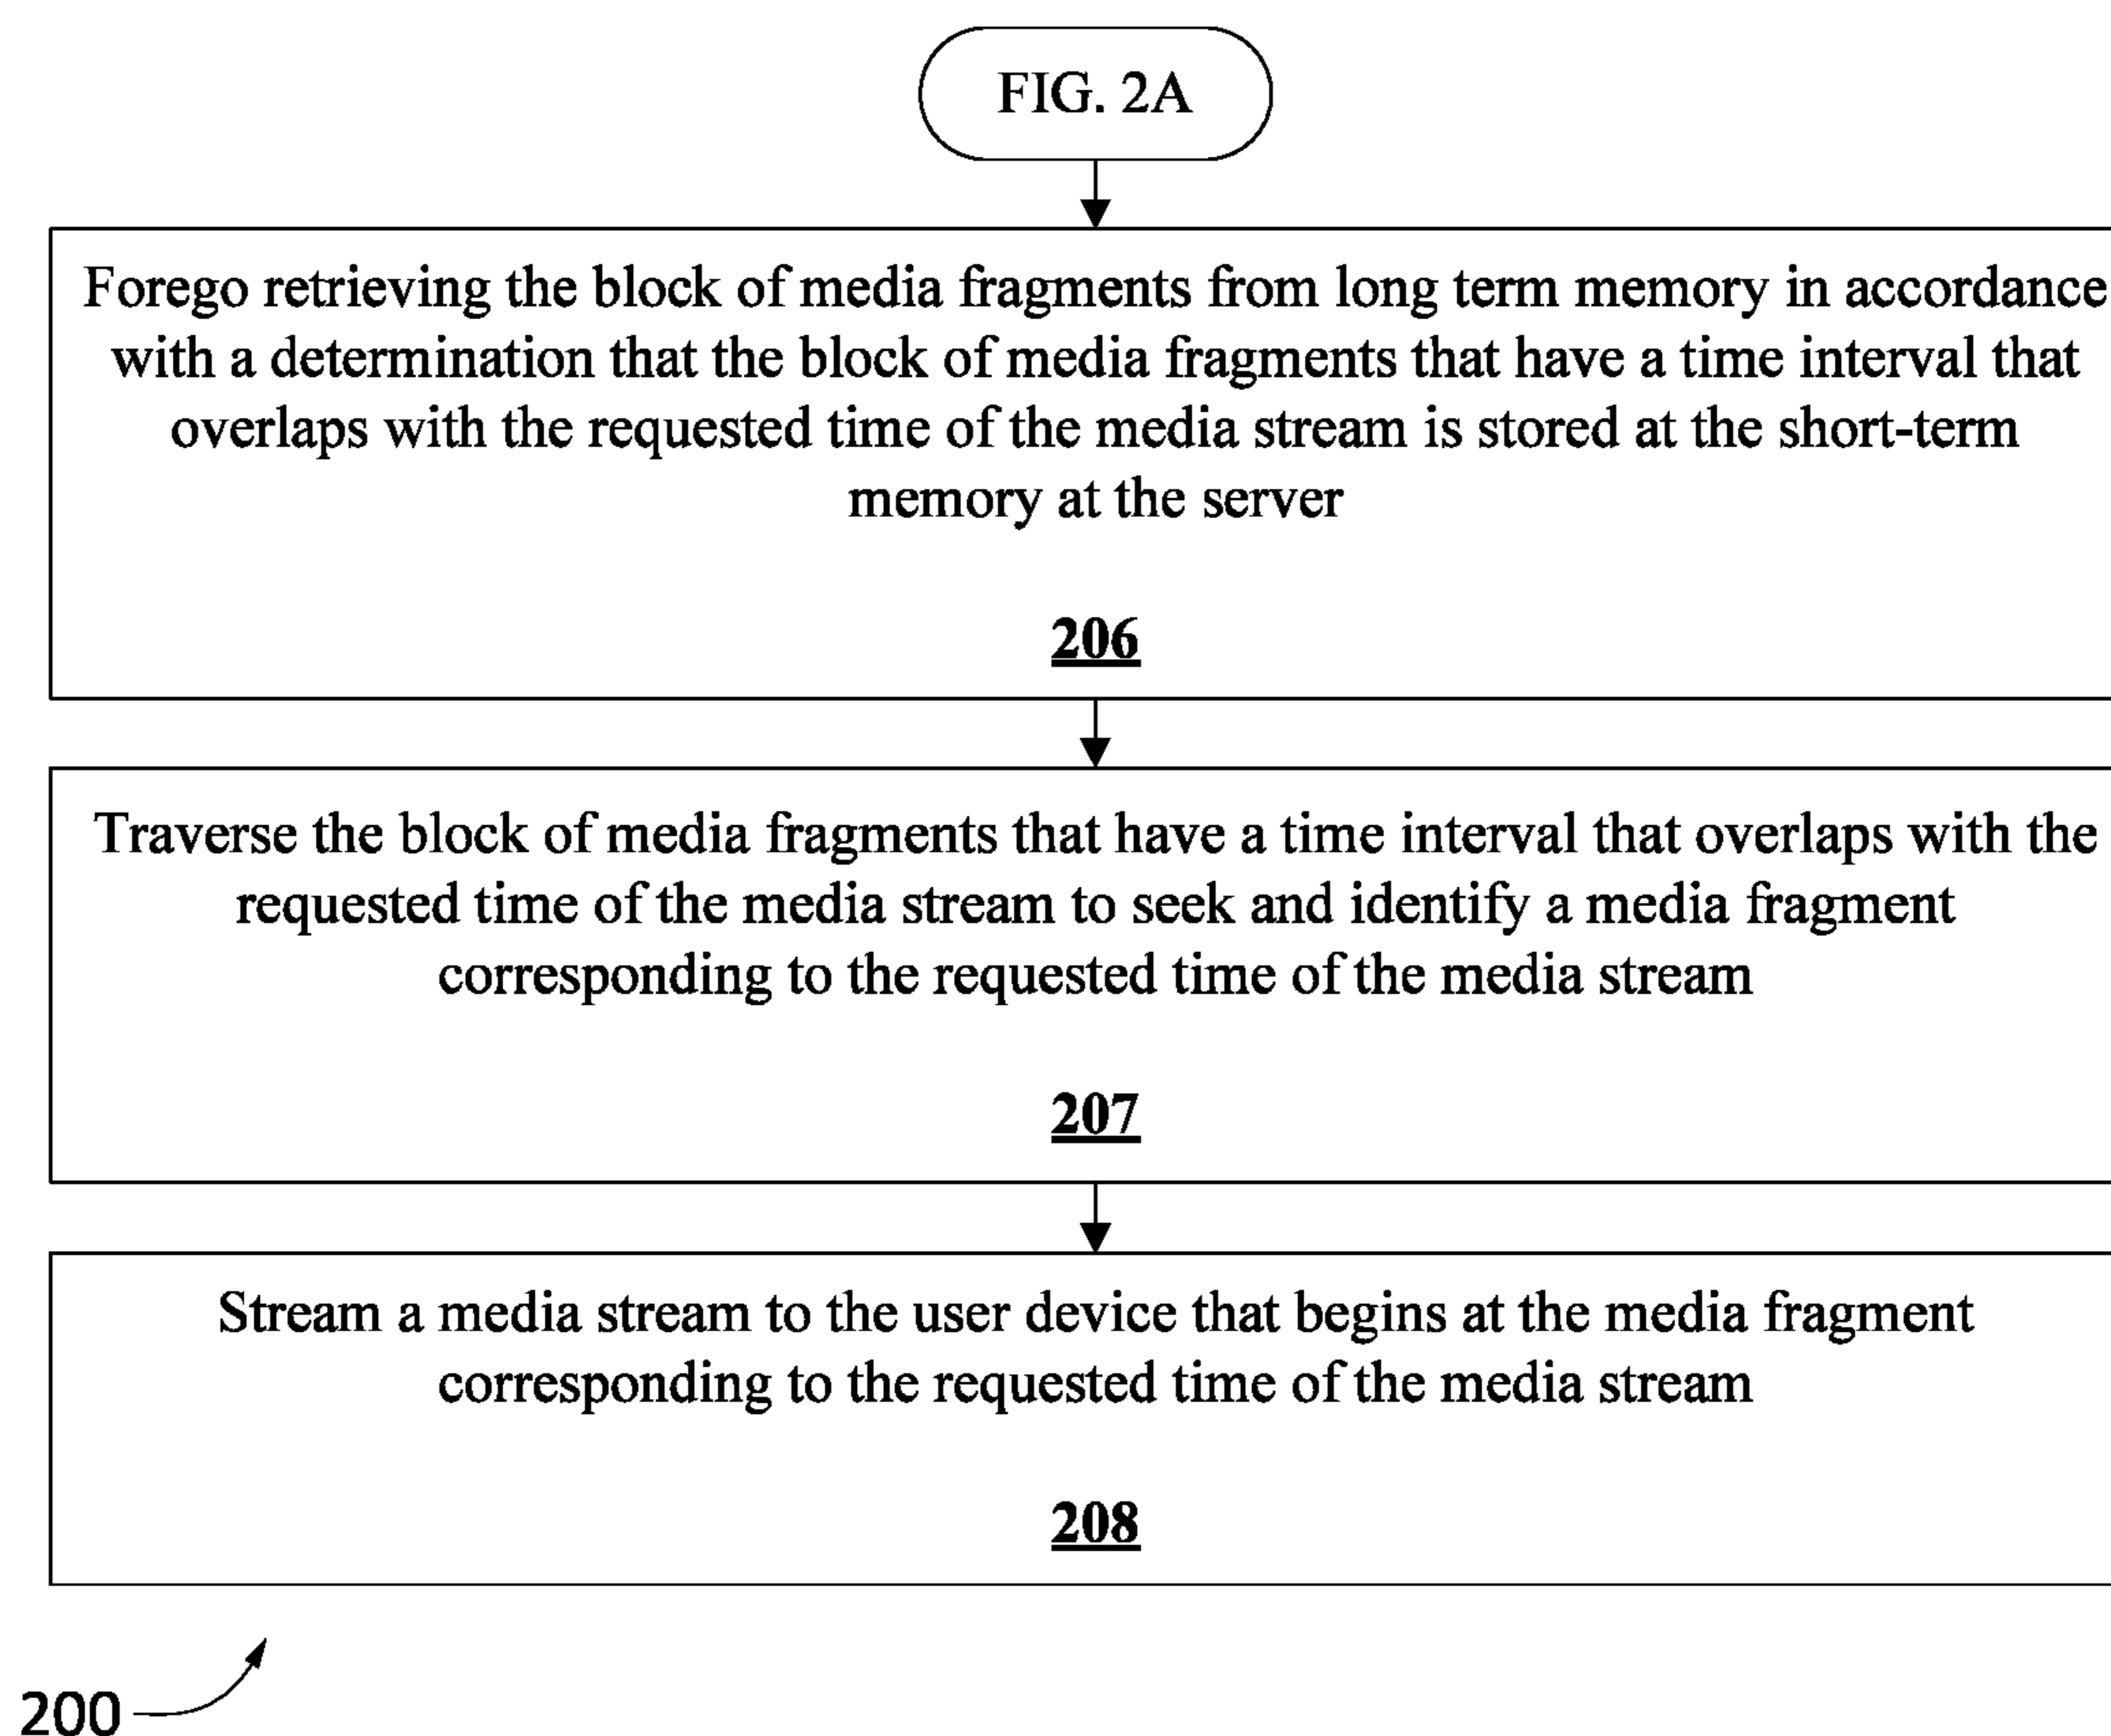 FIG. 2A
Forego retrieving the block of media fragments from long term memory in accordance
with a determination that the block of media fragments that have a time interval that
overlaps with the requested time of the media stream is stored at the short-term
memory at the server
206
Traverse the block of media fragments that have a time interval that overlaps with the
requested time of the media stream to seek and identify a media fragment
corresponding to the requested time of the media stream
207
Stream a media stream to the user device that begins at the media fragment
corresponding to the requested time of the media stream
208
200